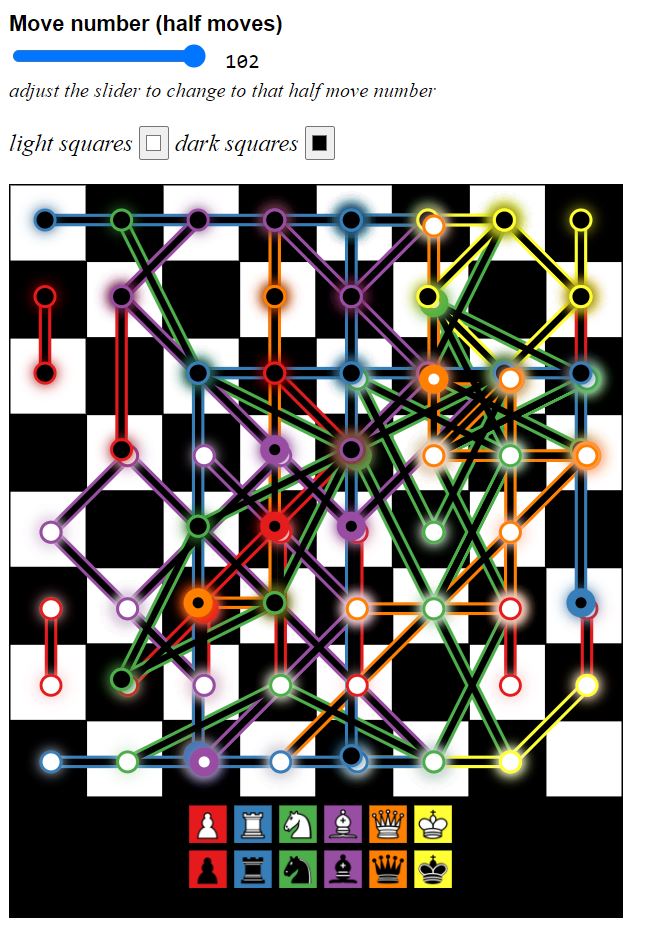 Move number (half moves)
102
adjust the slider to change to that half move number
light squares dark squares